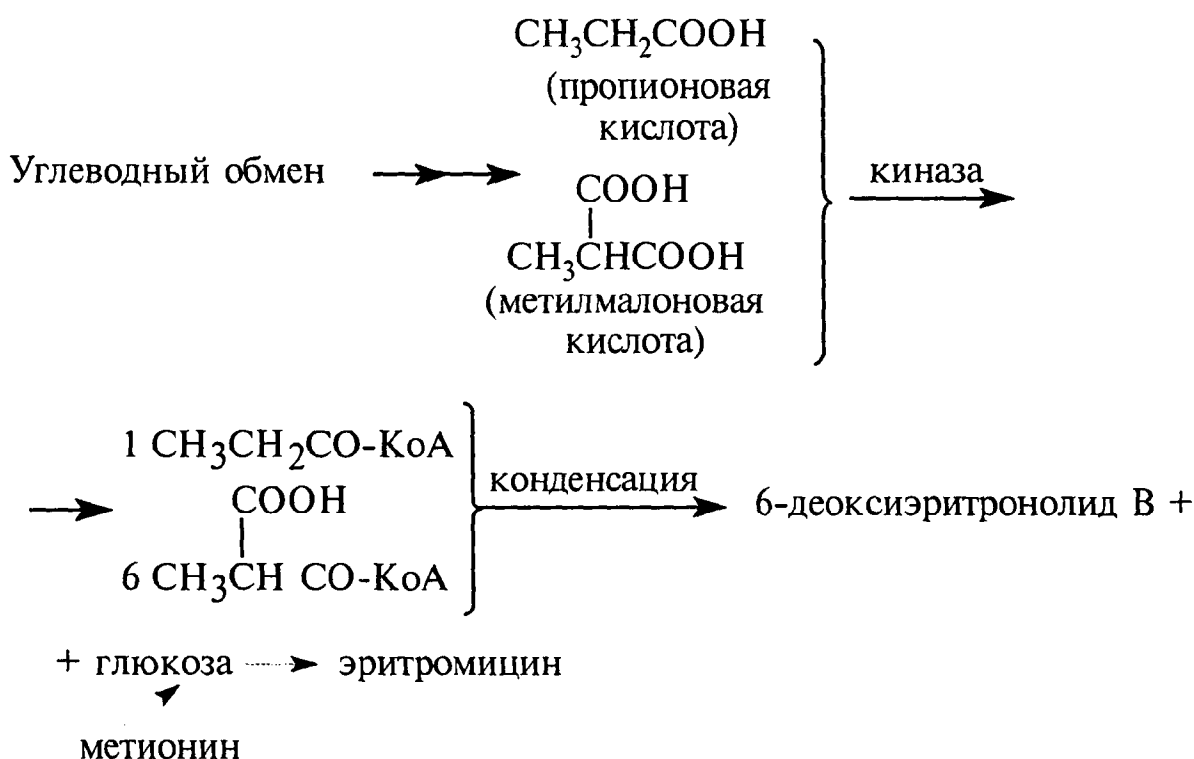 CH₃CH₂COOH
(пропионовая
кислота)
Углеводный обмен
COOH
CH₃CHCOOH
(метилмалоновая
кислота)
киназа
1 CH₃CH₂CO-KoA
COOH
6 CH₃CH CO-KoA
конденсация
6-деоксиэритронолид В +
+ глюкоза
эритромицин
метионин